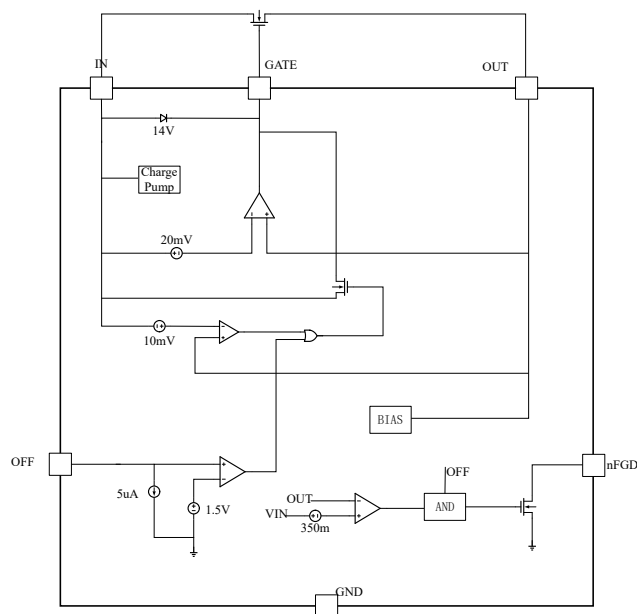 IN
GATE
OUT
14V
Charge
Pump
20mV
10mV
BIAS
OFF
nFGD
5uA
1.5V
OFF
OUT
VIN
350m
AND
GND